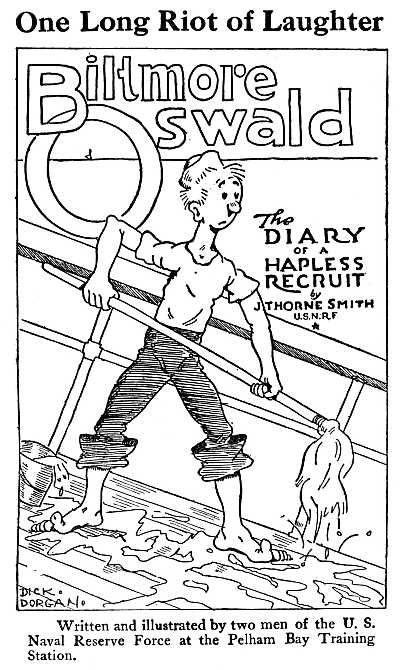 One Long Riot of Laughter
Biltmore
Oswald
The
DIARY
OF A
HAPLESS
RECRUIT
by
J. THORNE SMITH
U.S.N.R.F
DICK.
DORGAN.
Written and illustrated by two men of the U. S.
Naval Reserve Force at the Pelham Bay Training
Station.